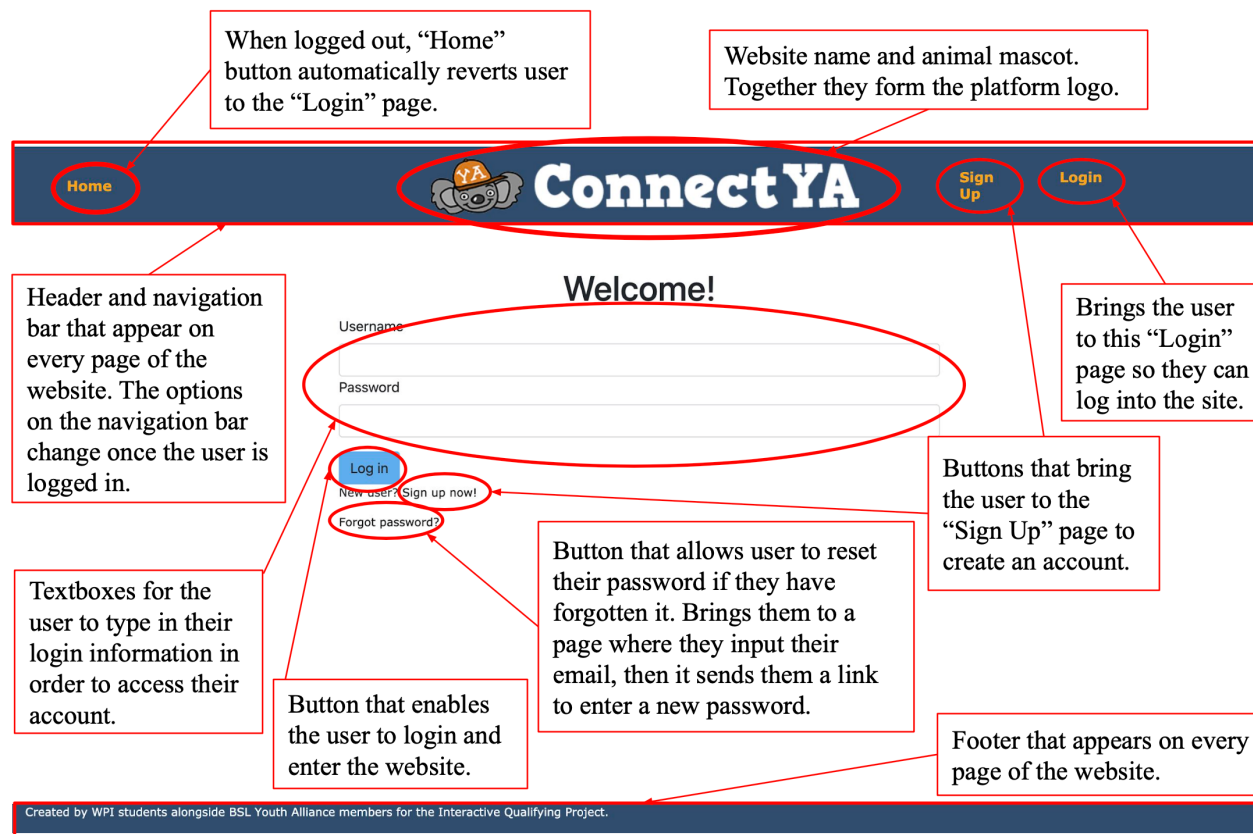 When logged out, “Home”
button automatically reverts user
to the “Login” page.
Website name and animal mascot.
Together they form the platform logo.
Home
YA
Connect YA
Sign
Up
Login
Header and navigation
bar that appear on
every page of the
website. The options
on the navigation bar
change once the user is
logged in.
Welcome!
Username
Password
Log in
New user? Sign up now!
Forgot password?
Brings the user
to this “Login”
page so they can
log into the site.
Buttons that bring
the user to the
“Sign Up” page to
create an account.
Textboxes for the
user to type in their
login information in
order to access their
account.
Button that enables
the user to login and
enter the website.
Button that allows user to reset
their password if they have
forgotten it. Brings them to a
page where they input their
email, then it sends them a link
to enter a new password.
Footer that appears on every
page of the website.
Created by WPI students alongside BSL Youth Alliance members for the Interactive Qualifying Project.